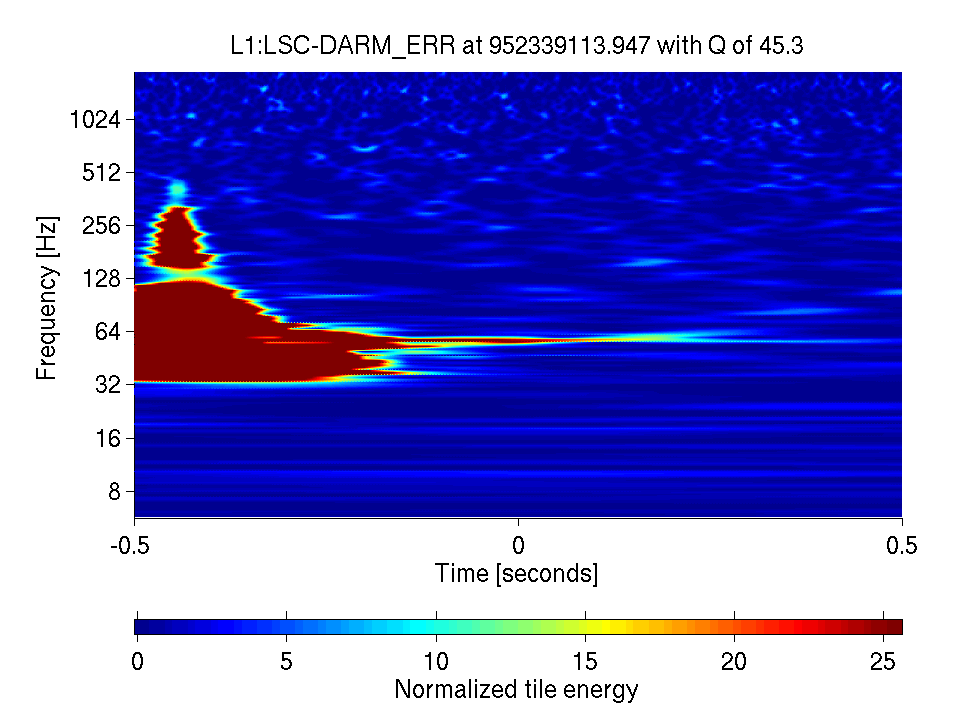 L1:LSC-DARM_ERR at 952339113.947 with Q of 45.3
Frequency [Hz]
1024
512
256
128
64
32
16
8
-0.5 0 0.5
Time [seconds]
0 5 10 15 20 25
Normalized tile energy